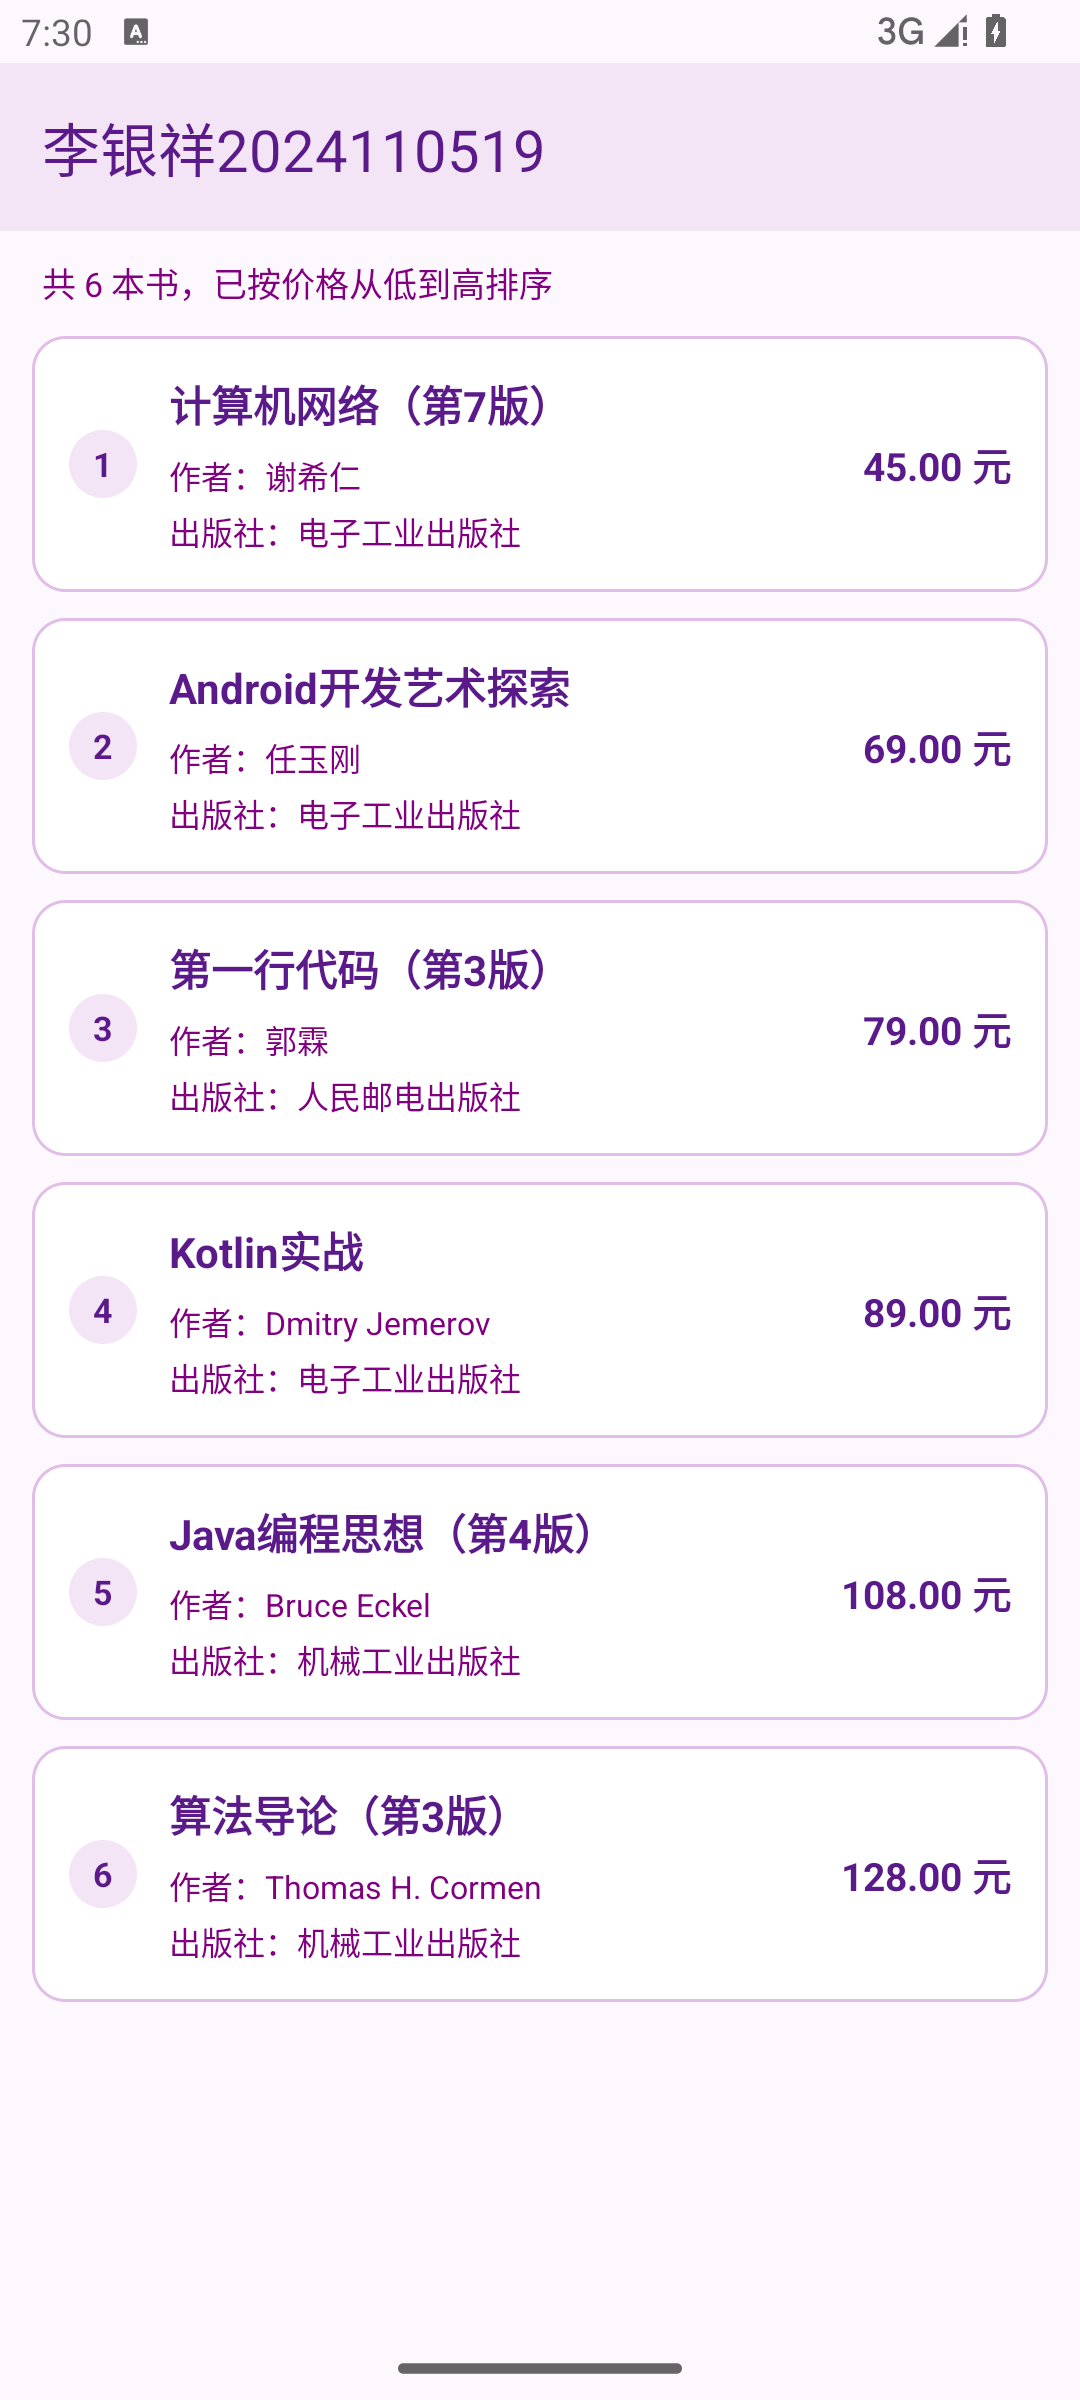 7:30
3G
李银祥2024110519
共 6 本书，已按价格从低到高排序
计算机网络（第7版）
1
作者：谢希仁
45.00 元
出版社：电子工业出版社
Android开发艺术探索
2
作者：任玉刚
69.00 元
出版社：电子工业出版社
第一行代码（第3版）
3
作者：郭霖
79.00 元
出版社：人民邮电出版社
Kotlin实战
4
作者：Dmitry Jemerov
89.00 元
出版社：电子工业出版社
Java编程思想（第4版）
5
作者：Bruce Eckel
108.00 元
出版社：机械工业出版社
算法导论（第3版）
6
作者：Thomas H. Cormen
128.00 元
出版社：机械工业出版社